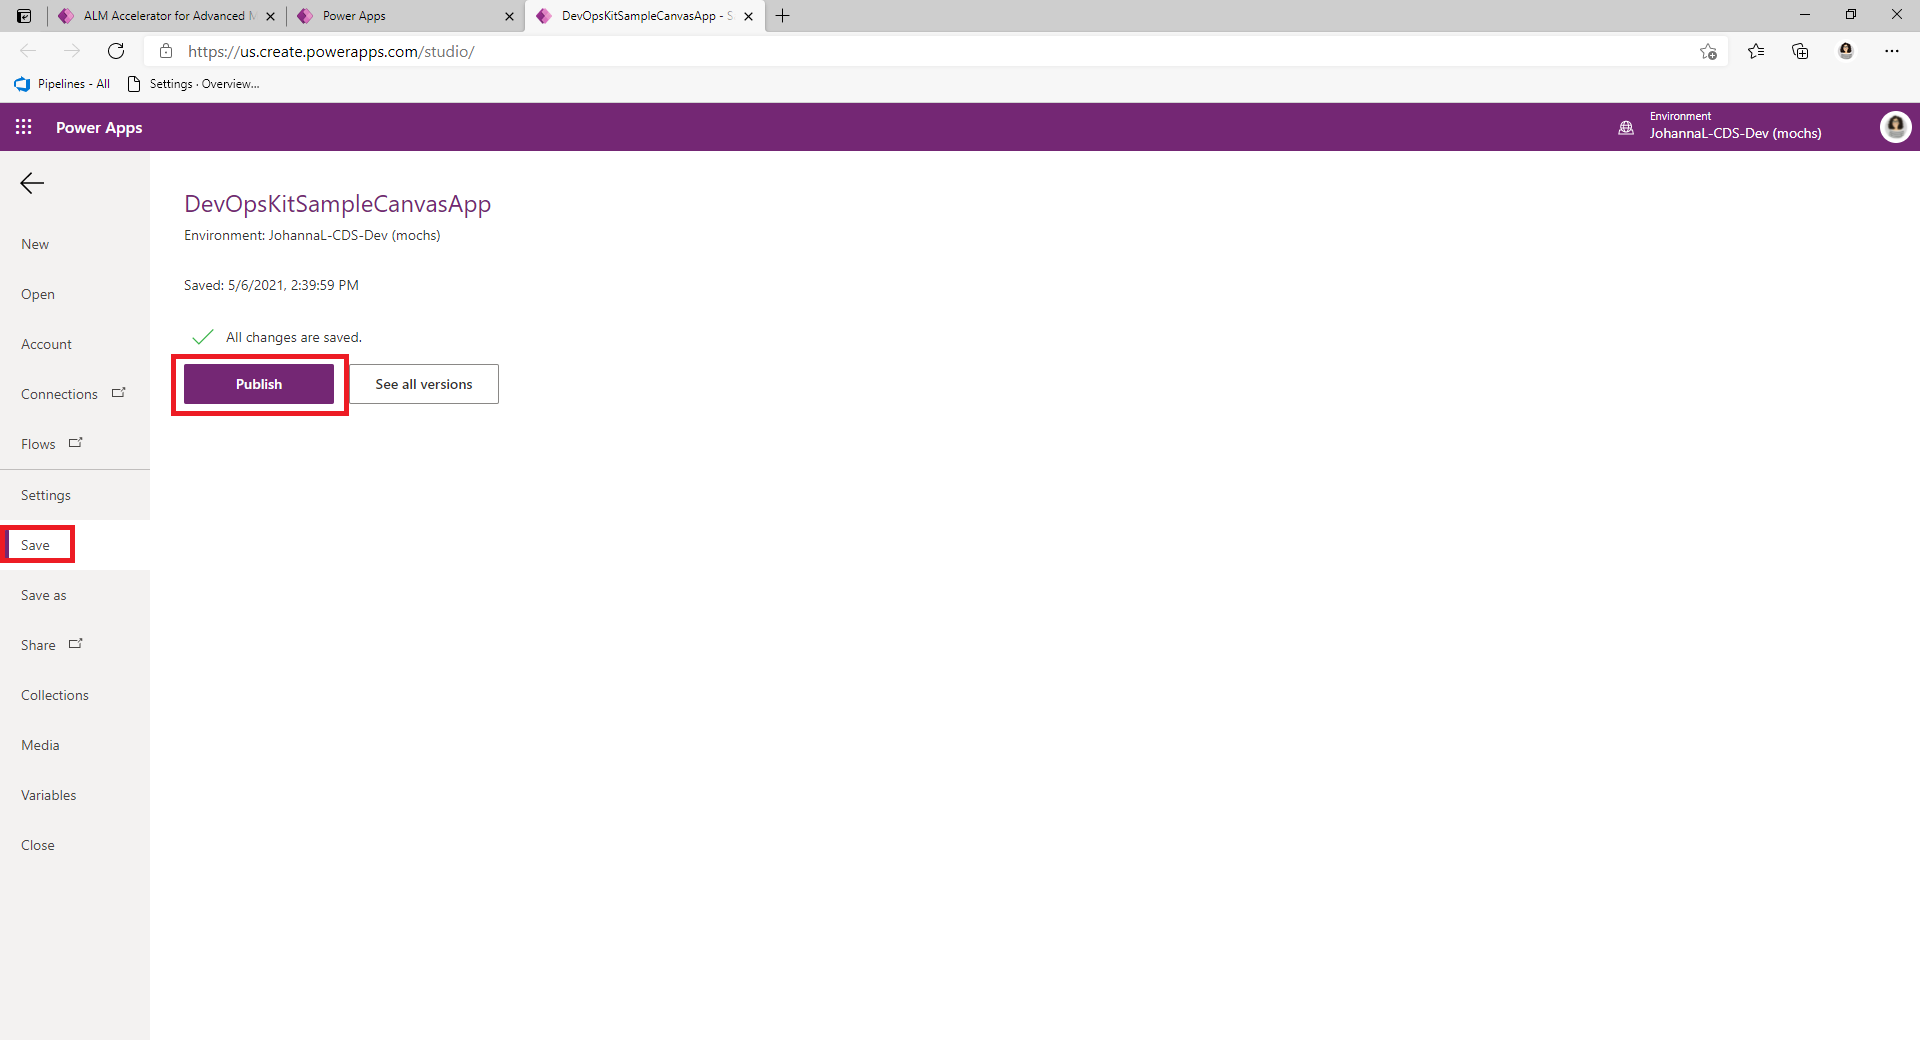 ALM Accelerator for Advanced
Power Apps
DevOpsKitSampleCanvasApp - S
https://us.create.powerapps.com/studio/
Pipelines - All
Settings · Overview...
Power Apps
Environment
JohannaL-CDS-Dev (mochs)
DevOpsKitSampleCanvasApp
Environment: JohannaL-CDS-Dev (mochs)
Saved: 5/6/2021, 2:39:59 PM
All changes are saved.
Publish
See all versions
New
Open
Account
Connections
Flows
Settings
Save
Save as
Share
Collections
Media
Variables
Close